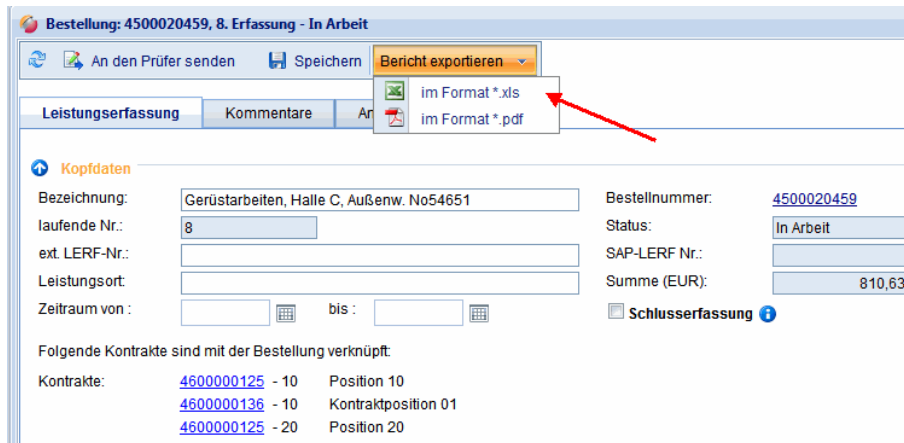 Bestellung: 4500020459, 8. Erfassung - In Arbeit
An den Prüfer senden Speichern Bericht exportieren
im Format *.xls
im Format *.pdf
Leistungserfassung Kommentare An
Kopfdaten
Bezeichnung: Gerüstarbeiten, Halle C, Außenw. No54651 Bestellnummer: 4500020459
laufende Nr.: 8 Status: In Arbeit
ext. LERF-Nr.: SAP-LERF Nr.:
Leistungsort: Summe (EUR): 810,63
Zeitraum von : bis : Schlusserfassung
Folgende Kontrakte sind mit der Bestellung verknüpft:
Kontrakte: 4600000125 - 10 Position 10
4600000136 - 10 Kontraktposition 01
4600000125 - 20 Position 20